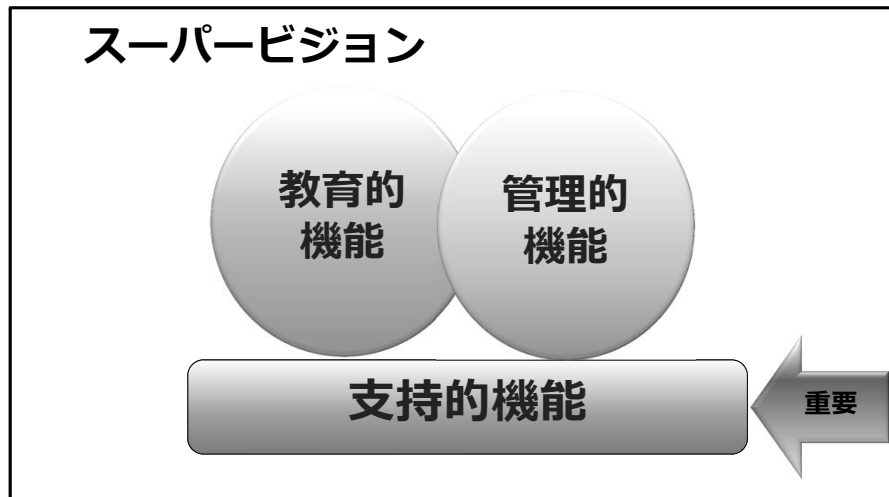 スーパービジョン
教育的
機能
管理的
機能
支持的機能
重要